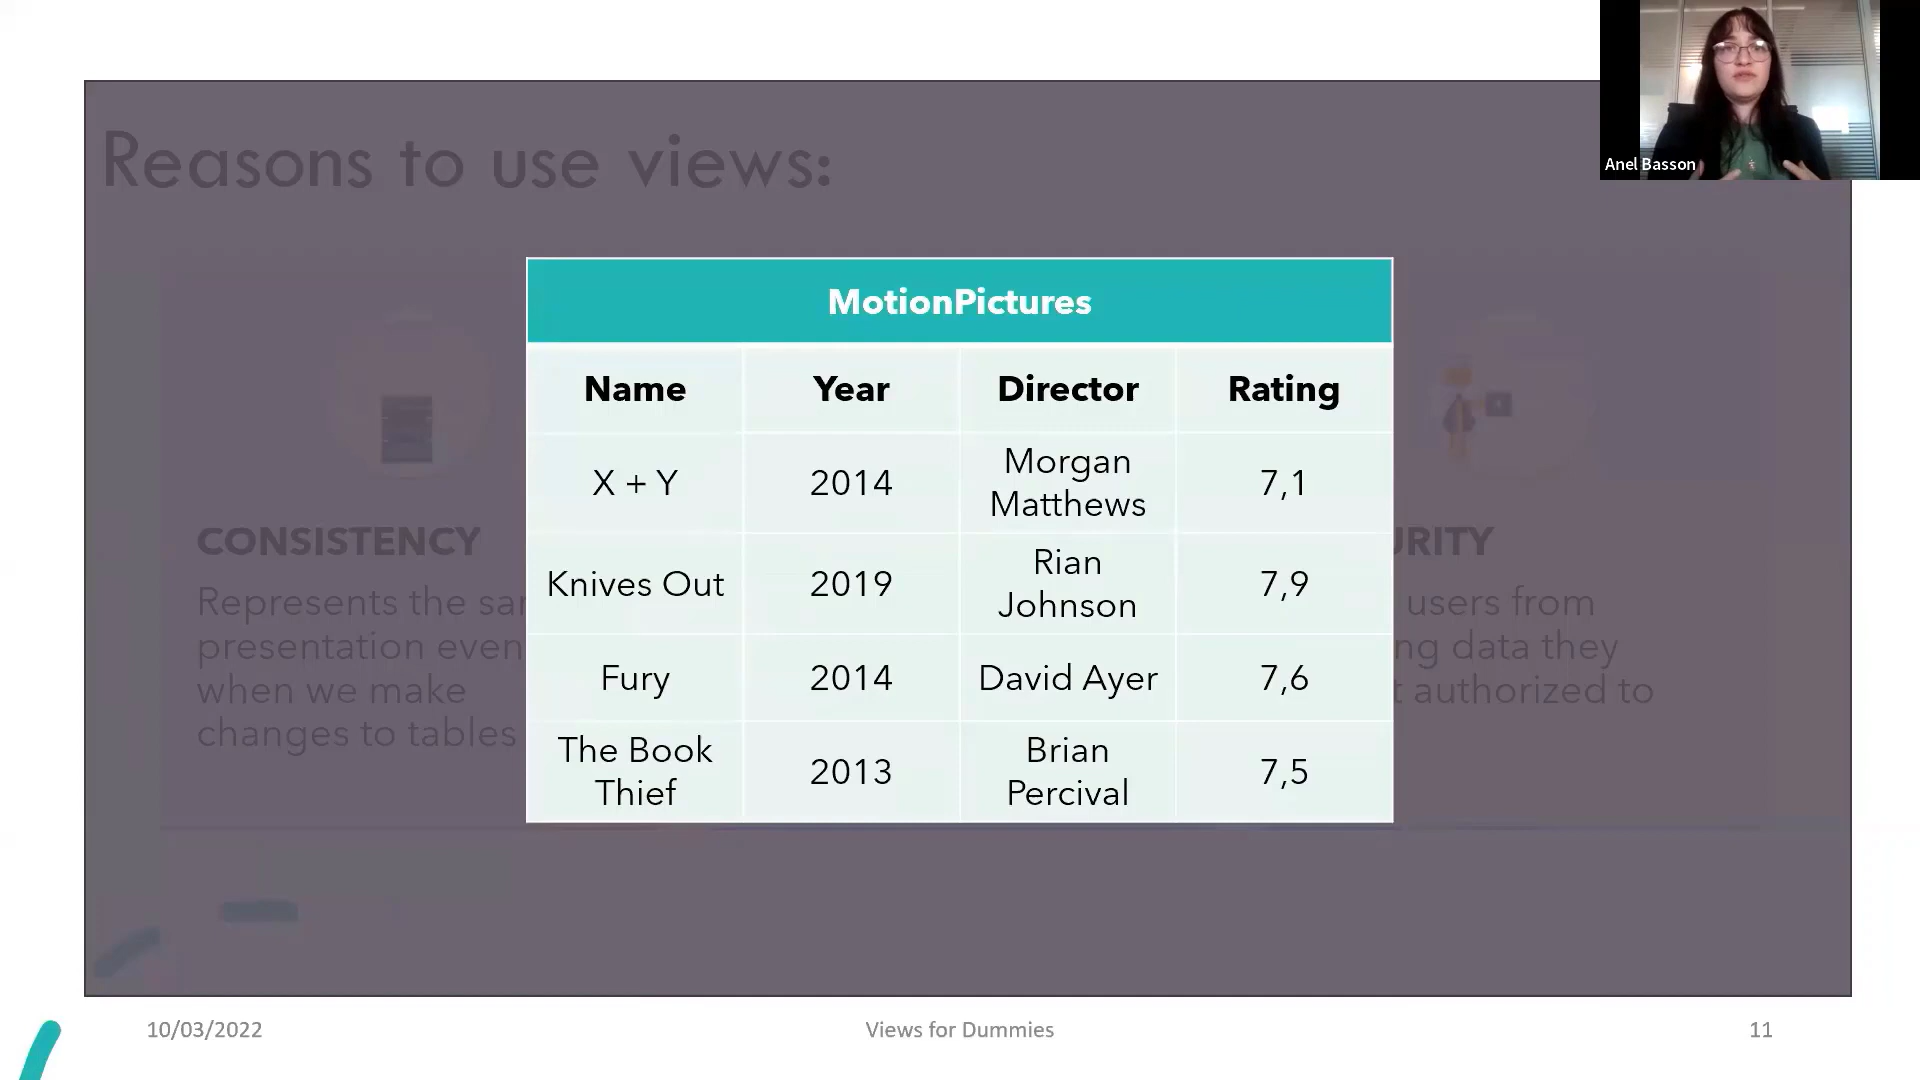 Anel Basson
Reasons to use views:
MotionPictures
Name Year Director Rating
X + Y 2014 Morgan Matthews 7,1
Knives Out 2019 Rian Johnson 7,9
Fury 2014 David Ayer 7,6
The Book Thief 2013 Brian Percival 7,5
CONSISTENCY
Represents the
presentation even
when we make
changes to tables
users from
data they
authorized to
10/03/2022 Views for Dummies 11